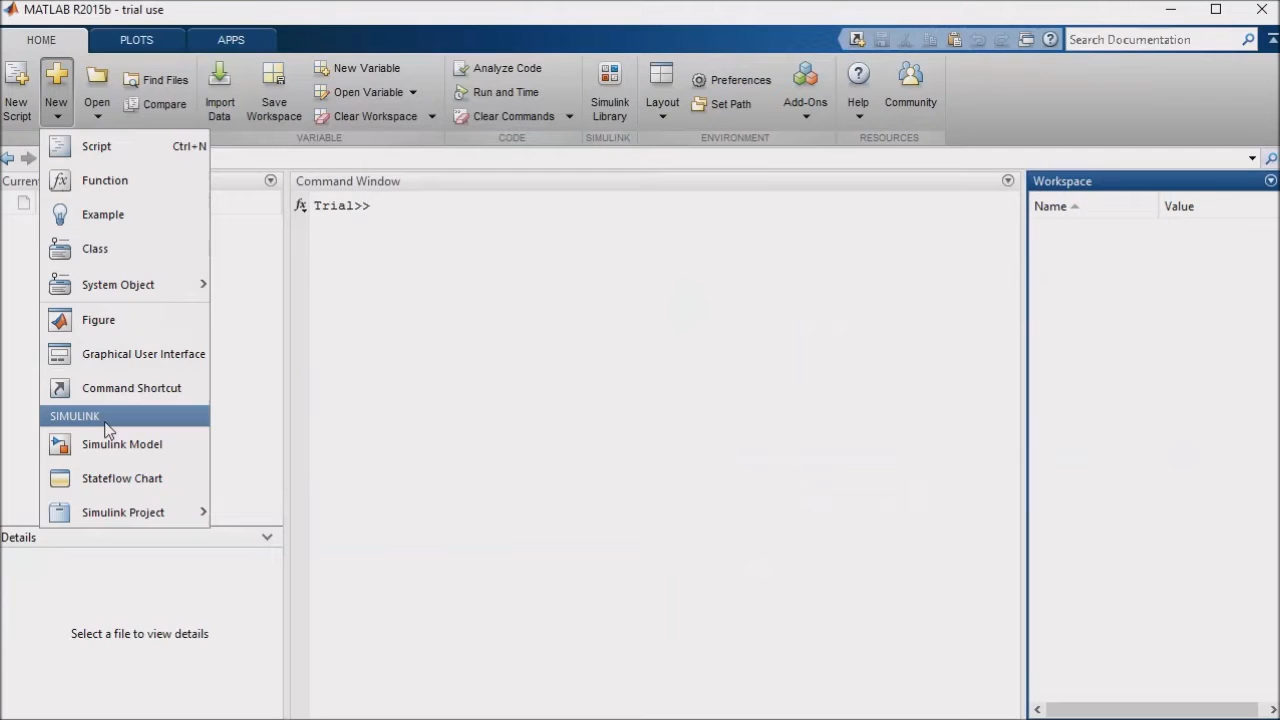 MATLAB R2015b - trial use
HOME
PLOTS
APPS
Search Documentation
New Script
New
Open
Find Files
Compare
Import Data
Save Workspace
New Variable
Open Variable
Clear Workspace
Analyze Code
Run and Time
Clear Commands
Simulink Library
Layout
Preferences
Set Path
Add-Ons
Help
Community
VARIABLE
CODE
SIMULINK
ENVIRONMENT
RESOURCES
Script Ctrl+N
Function
Example
Class
System Object
Figure
Graphical User Interface
Command Shortcut
SIMULINK
Simulink Model
Stateflow Chart
Simulink Project
Curren
Command Window
fx Trial>>
Workspace
Name
Value
Details
Select a file to view details